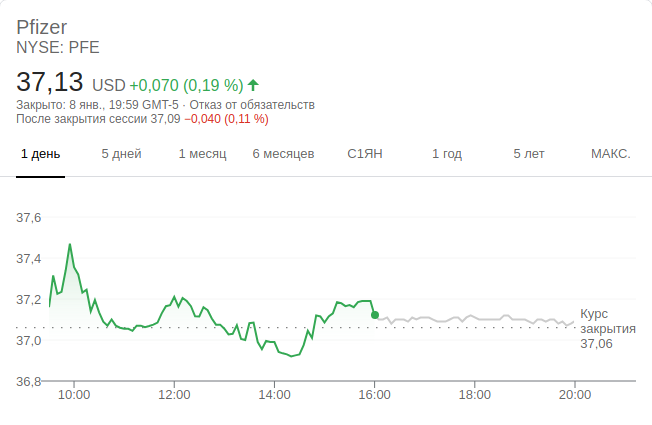 Pfizer
NYSE: PFE
37,13 USD +0,070 (0,19 %)
Закрыто: 8 янв., 19:59 GMT-5 · Отказ от обязательств
После закрытия сессии 37,09 −0,040 (0,11 %)
1 день 5 дней 1 месяц 6 месяцев С1ЯН 1 год 5 лет МАКС.
37,6
37,4
37,2
37,0
36,8
Курс
закрытия
37,06
10:00 12:00 14:00 16:00 18:00 20:00